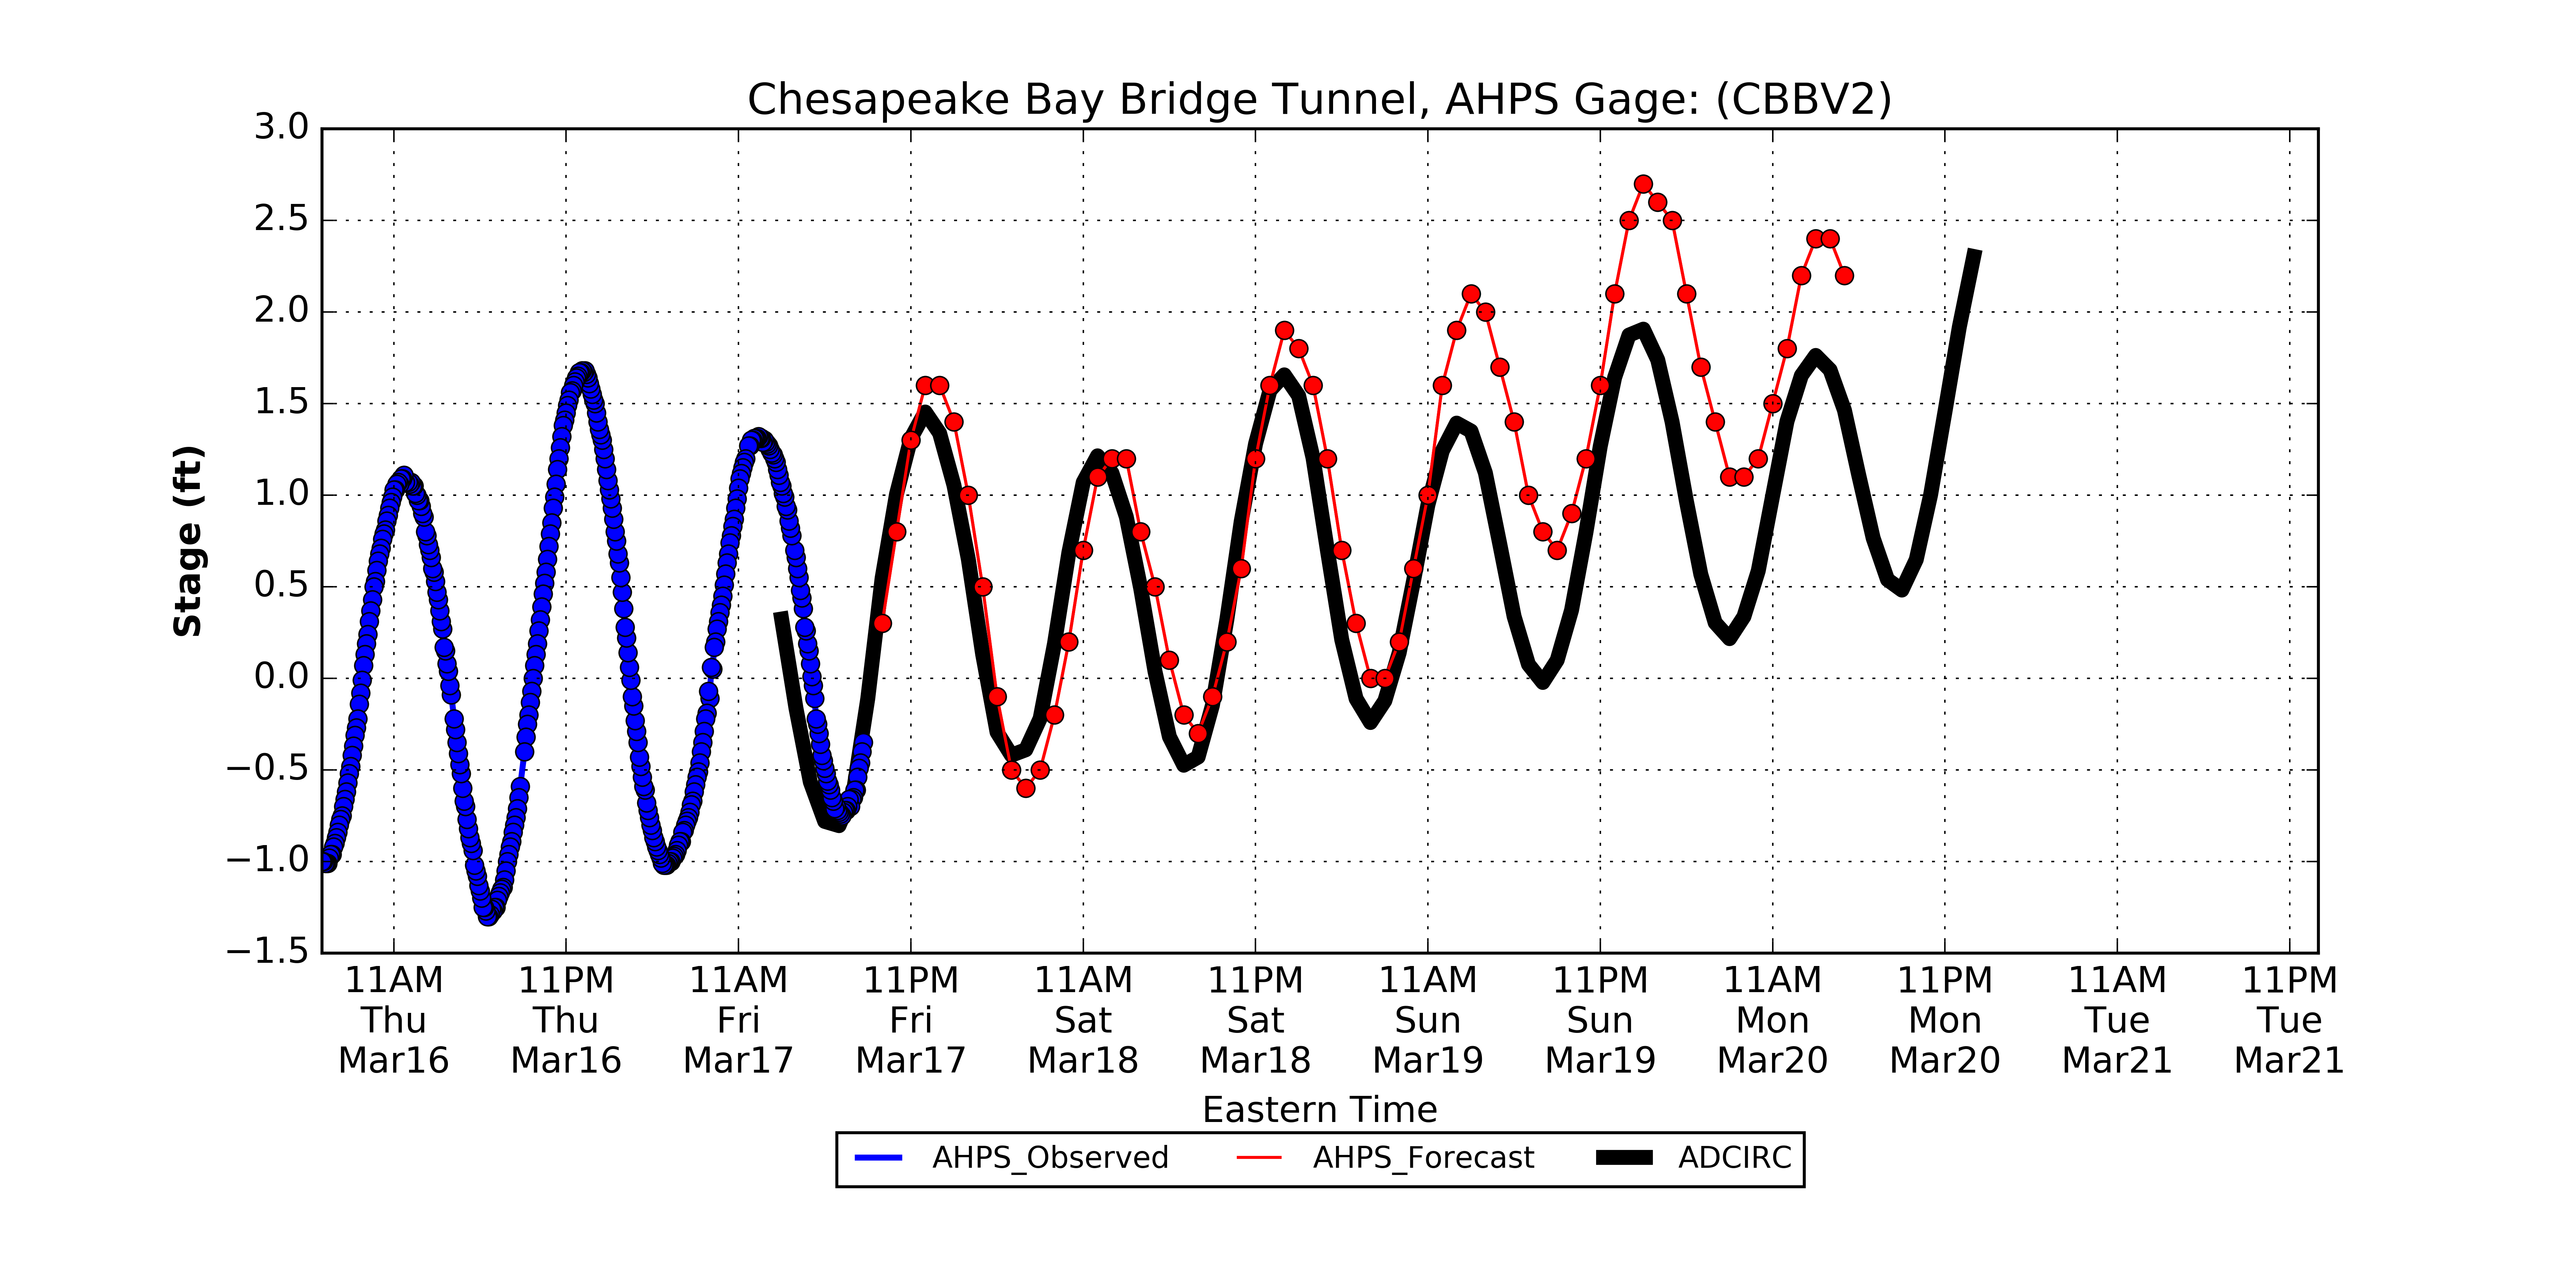 Chesapeake Bay Bridge Tunnel, AHPS Gage: (CBBV2)
3.0
2.5
2.0
1.5
1.0
0.5
0.0
−0.5
−1.0
−1.5
Stage (ft)
11AM 11PM 11AM 11PM 11AM 11PM 11AM 11PM 11AM 11PM 11AM 11PM
Thu Thu Fri Fri Sat Sat Sun Sun Mon Mon Tue Tue
Mar16 Mar16 Mar17 Mar17 Mar18 Mar18 Mar19 Mar19 Mar20 Mar20 Mar21 Mar21
Eastern Time
AHPS_Observed AHPS_Forecast ADCIRC